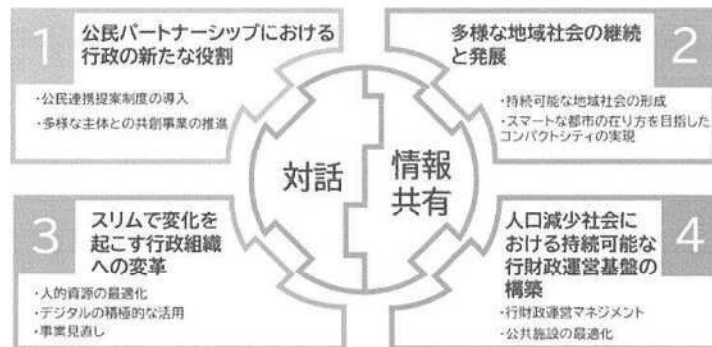 1
公民パートナーシップにおける
行政の新たな役割
・公民連携提案制度の導入
・多様な主体との共創事業の推進
2
多様な地域社会の継続
と発展
・持続可能な地域社会の形成
・スマートな都市の在り方を目指した
コンパクトシティの実現
対話
情報
共有
3
スリムで変化を
起こす行政組織
への変革
・人的資源の最適化
・デジタルの積極的な活用
・事業見直し
4
人口減少社会に
おける持続可能な
行財政運営基盤の
構築
・行財政運営マネジメント
・公共施設の最適化